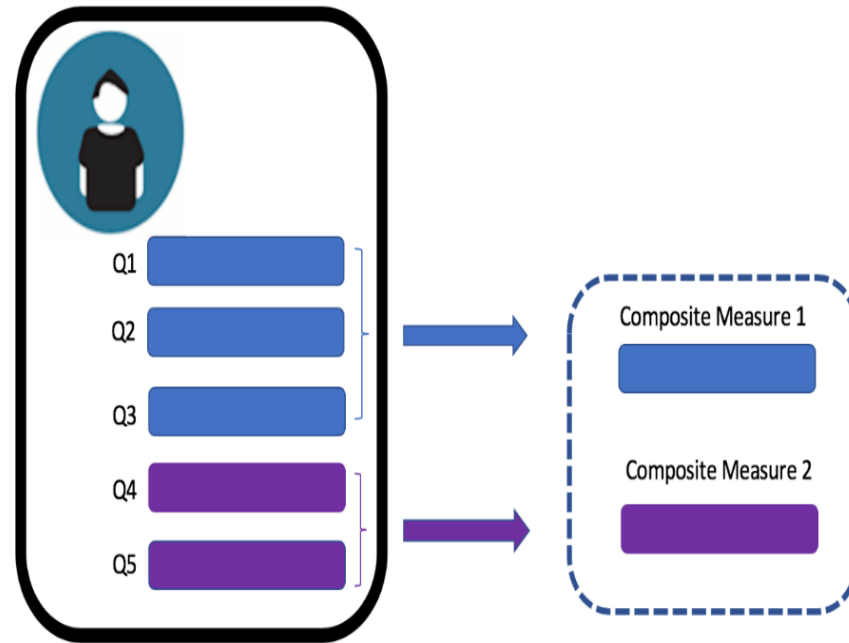 Q1
Q2
Q3
Q4
Q5
Composite Measure 1
Composite Measure 2